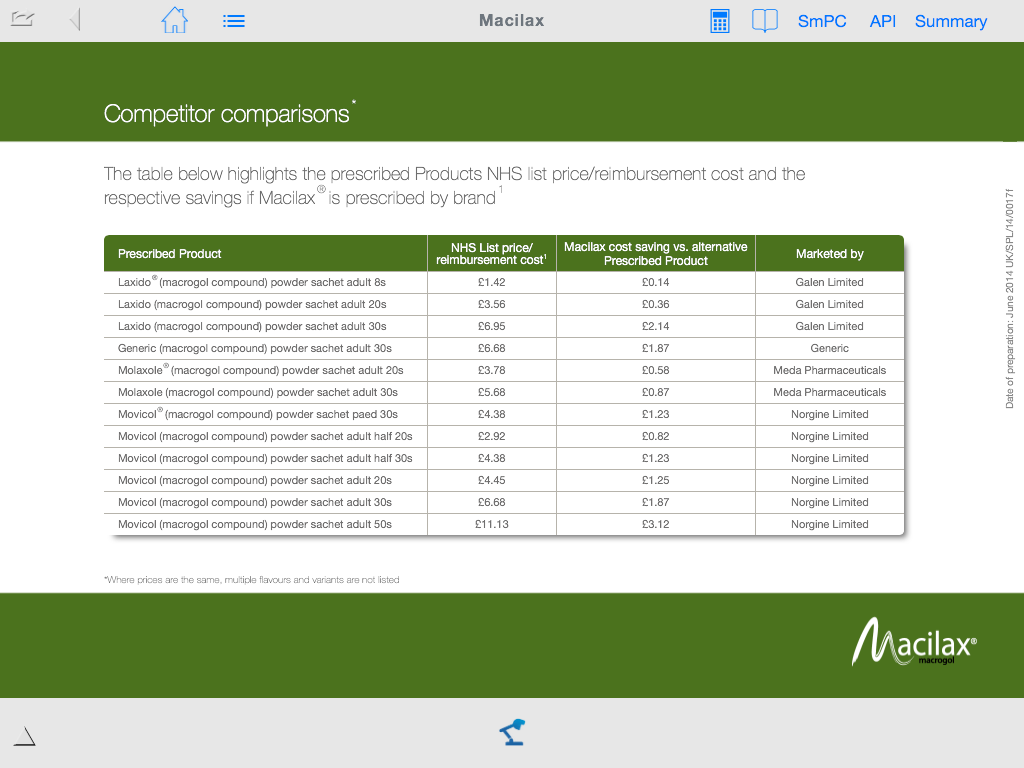 Macilax
SmPC API Summary
Competitor comparisons*
The table below highlights the prescribed Products NHS list price/reimbursement cost and the
respective savings if Macilax® is prescribed by brand¹
Prescribed Product
NHS List price/
reimbursement cost¹
Macilax cost saving vs. alternative
Prescribed Product
Marketed by
Laxido® (macrogol compound) powder sachet adult 8s £1.42 £0.14 Galen Limited
Laxido (macrogol compound) powder sachet adult 20s £3.56 £0.36 Galen Limited
Laxido (macrogol compound) powder sachet adult 30s £6.95 £2.14 Galen Limited
Generic (macrogol compound) powder sachet adult 30s £6.68 £1.87 Generic
Molaxole® (macrogol compound) powder sachet adult 20s £3.78 £0.58 Meda Pharmaceuticals
Molaxole (macrogol compound) powder sachet adult 30s £5.68 £0.87 Meda Pharmaceuticals
Movicol® (macrogol compound) powder sachet paed 30s £4.38 £1.23 Norgine Limited
Movicol (macrogol compound) powder sachet adult half 20s £2.92 £0.82 Norgine Limited
Movicol (macrogol compound) powder sachet adult half 30s £4.38 £1.23 Norgine Limited
Movicol (macrogol compound) powder sachet adult 20s £4.45 £1.25 Norgine Limited
Movicol (macrogol compound) powder sachet adult 30s £6.68 £1.87 Norgine Limited
Movicol (macrogol compound) powder sachet adult 50s £11.13 £3.12 Norgine Limited
*Where prices are the same, multiple flavours and variants are not listed
Date of preparation: June 2014 UK/SPL/14/0017f
Macilax®
macrogol